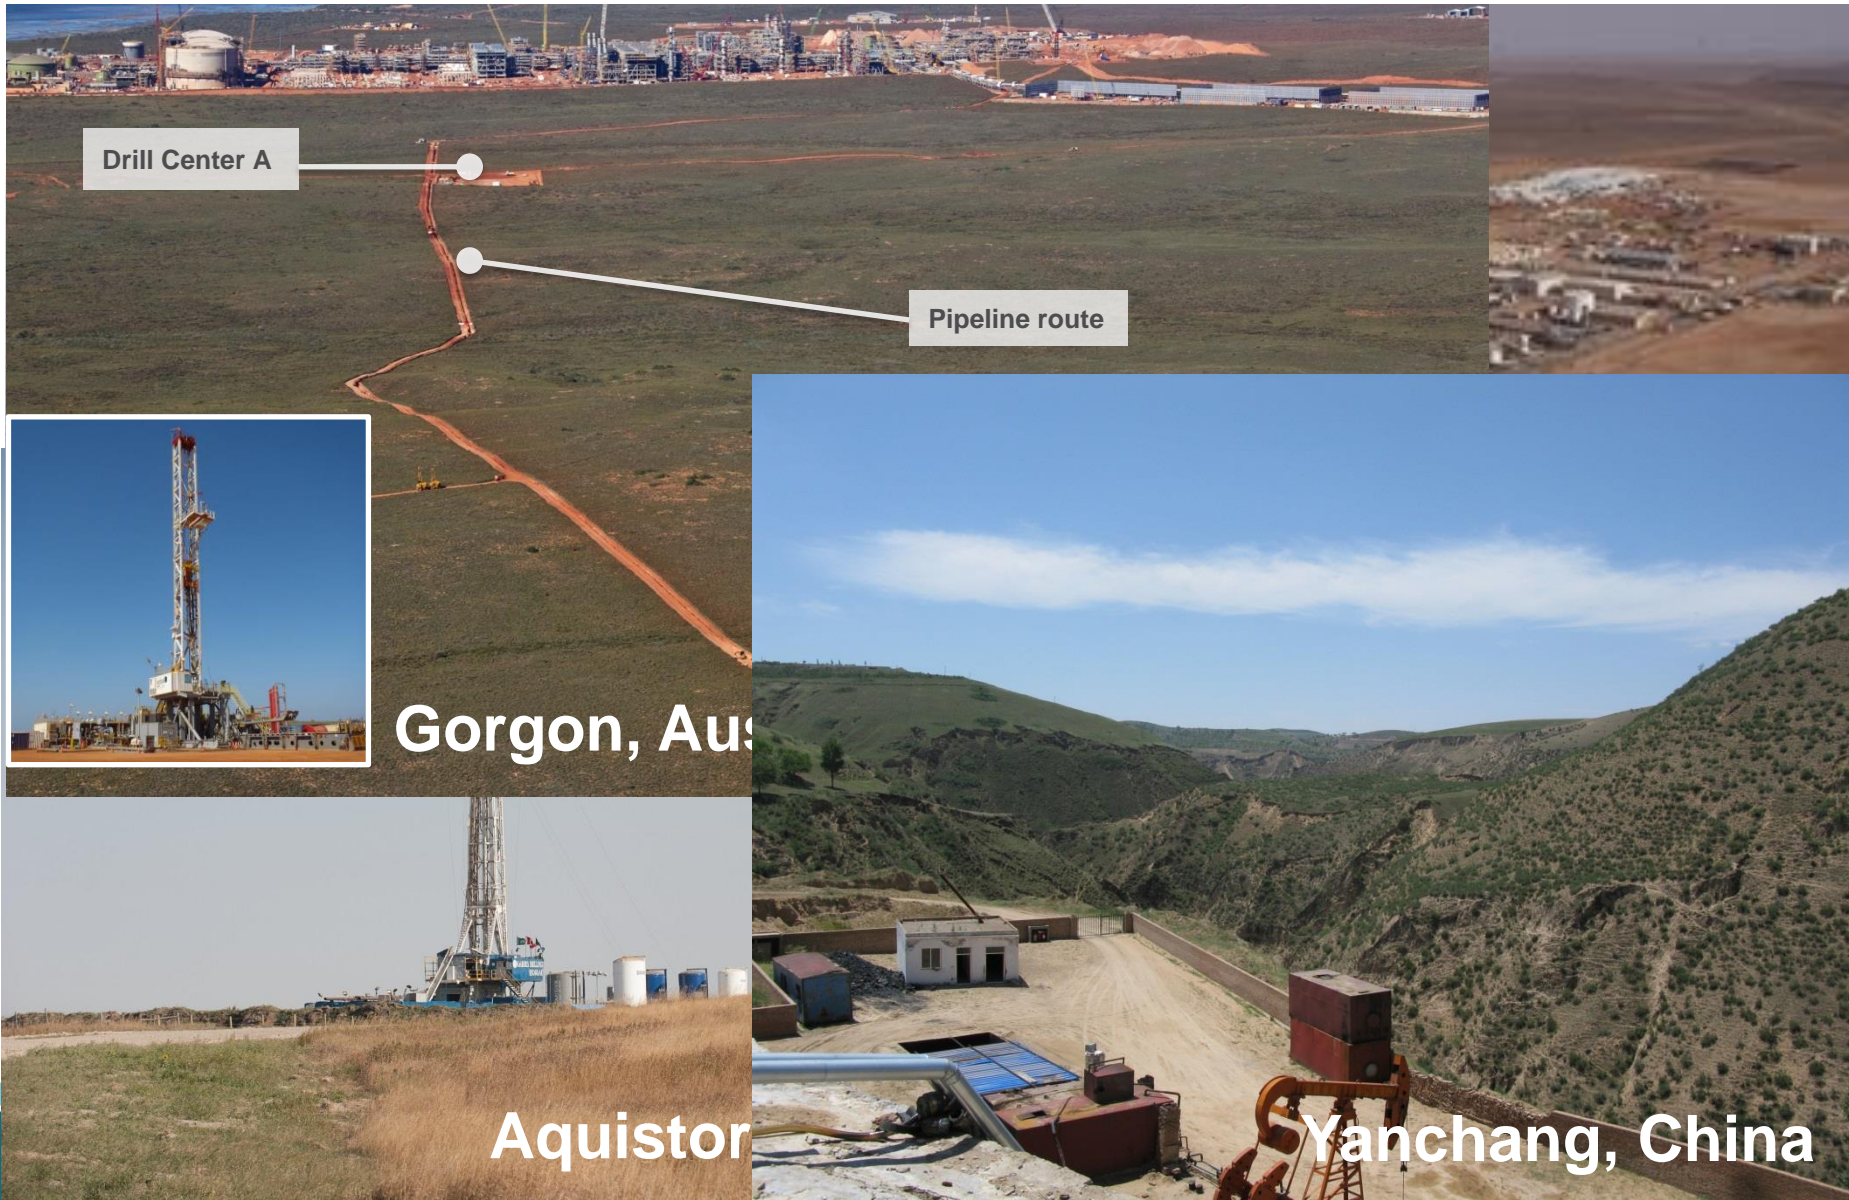 Drill Center A
Pipeline route
Gorgon, Aus
Aquistor
Yanchang, China